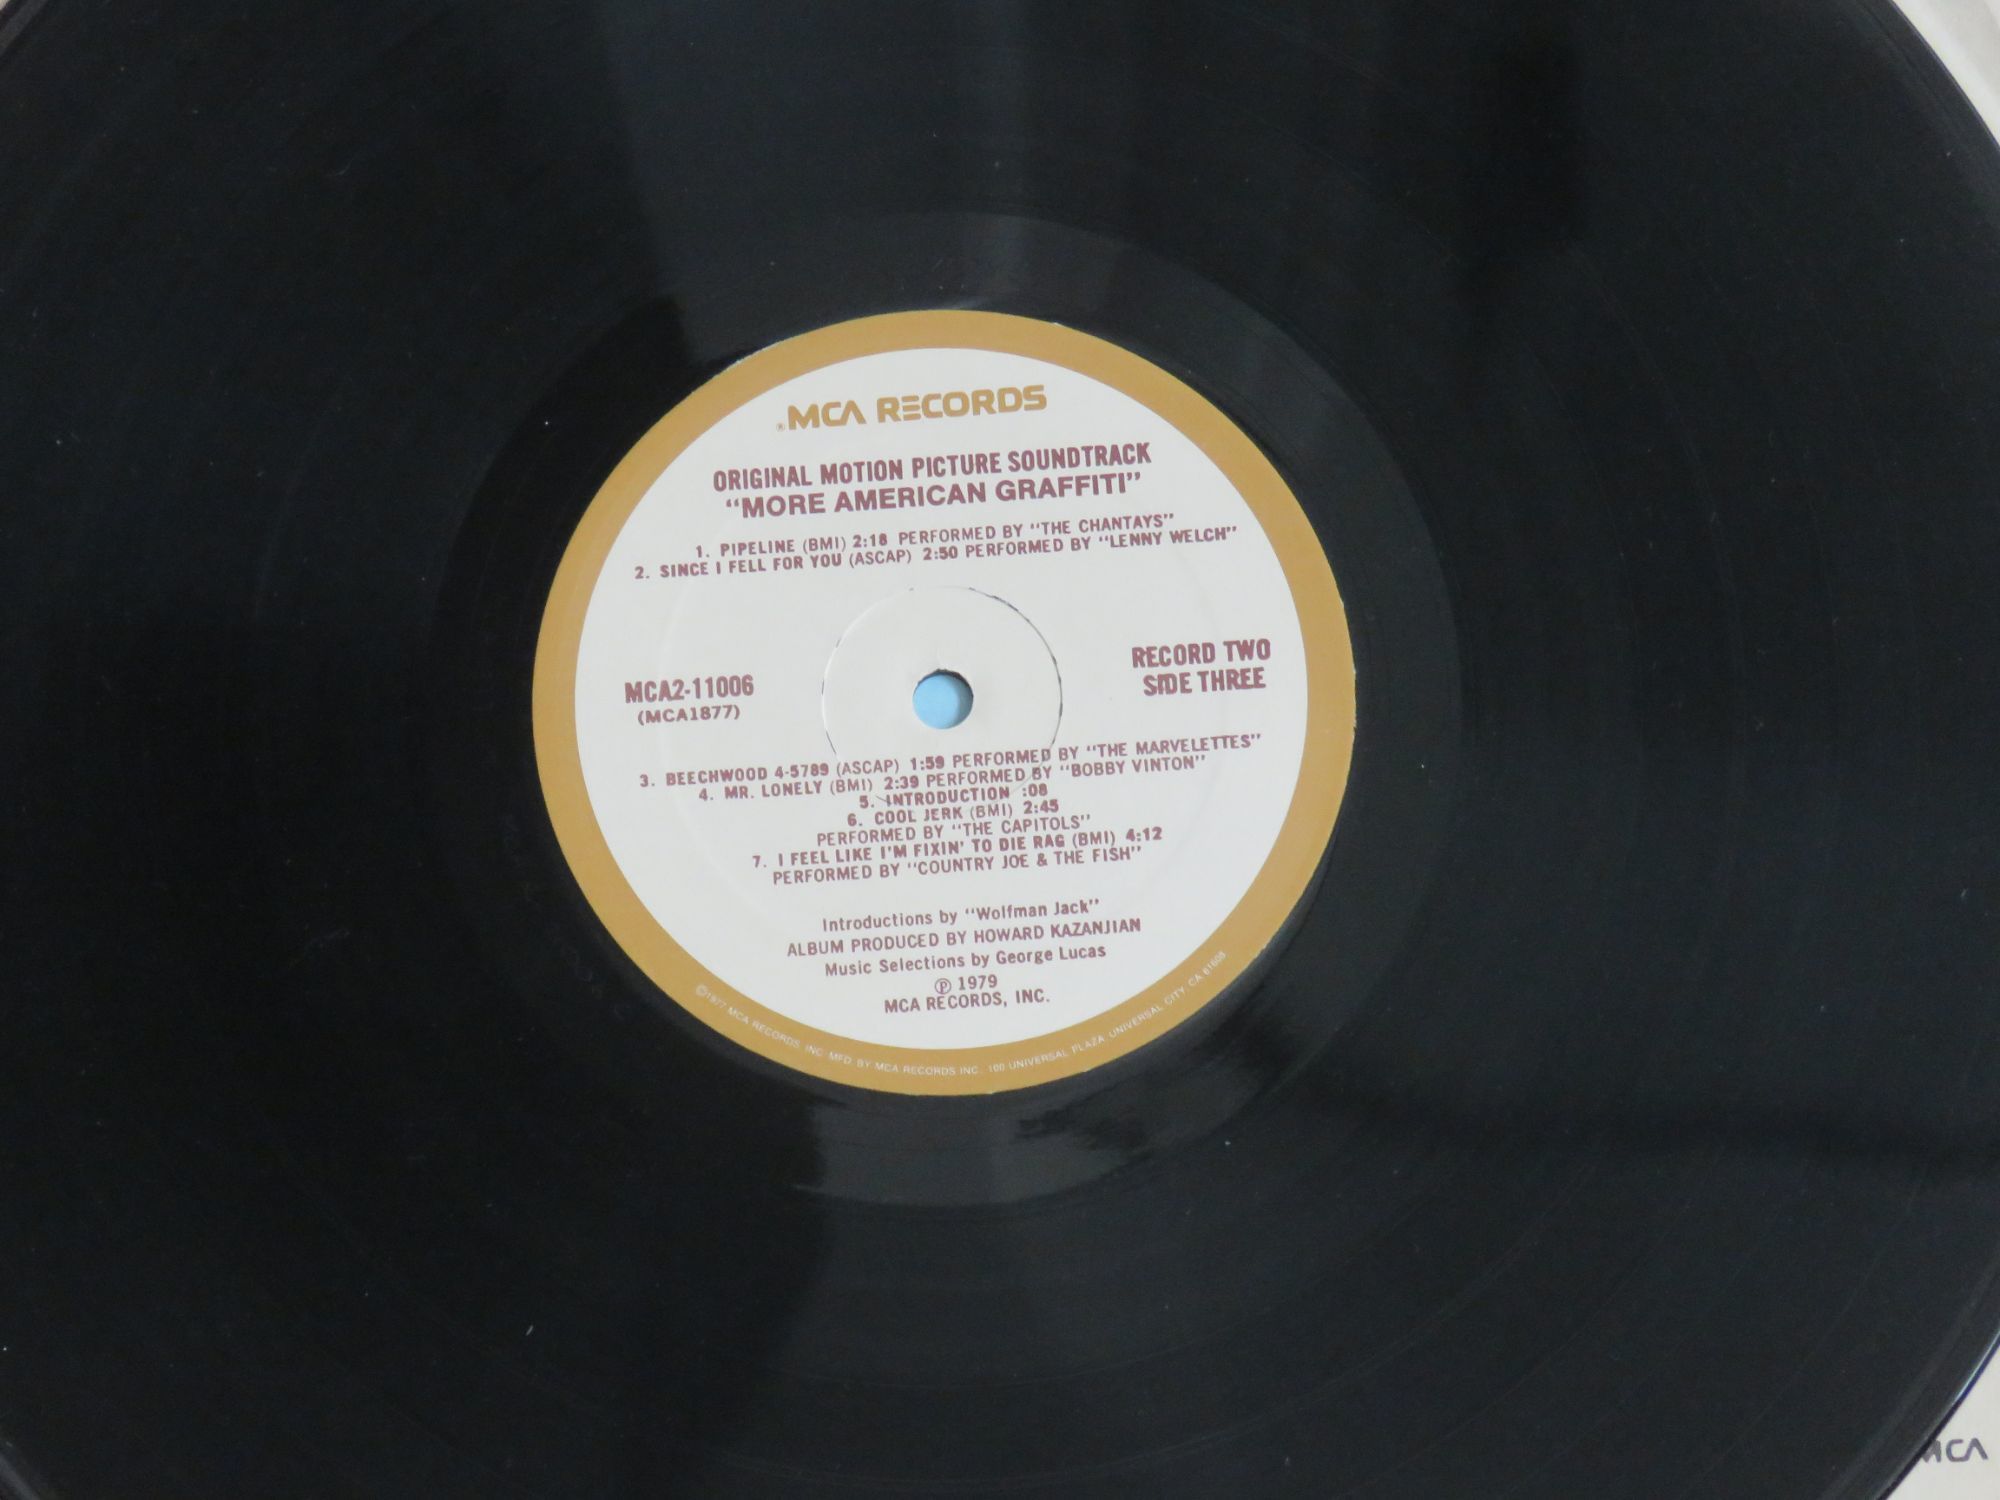 ® MCA RECORDS
ORIGINAL MOTION PICTURE SOUNDTRACK
"MORE AMERICAN GRAFFITI"
1. PIPELINE (BMI) 2:18 PERFORMED BY "THE CHANTAYS"
2. SINCE I FELL FOR YOU (ASCAP) 2:50 PERFORMED BY "LENNY WELCH"
MCA2-11006
(MCA1877)
RECORD TWO
SIDE THREE
3. BEECHWOOD 4-5789 (ASCAP) 1:59 PERFORMED BY "THE MARVELETTES"
4. MR. LONELY (BMI) 2:39 PERFORMED BY "BOBBY VINTON"
5. INTRODUCTION :08
6. COOL JERK (BMI) 2:45
PERFORMED BY "THE CAPITOLS"
7. I FEEL LIKE I'M FIXIN' TO DIE RAG (BMI) 4:12
PERFORMED BY "COUNTRY JOE & THE FISH"
Introductions by "Wolfman Jack"
ALBUM PRODUCED BY HOWARD KAZANJIAN
Music Selections by George Lucas
℗ 1979
MCA RECORDS, INC.
©1977 MCA RECORDS, INC. MFD. BY MCA RECORDS INC. 100 UNIVERSAL PLAZA, UNIVERSAL CITY, CA 91608
MCA